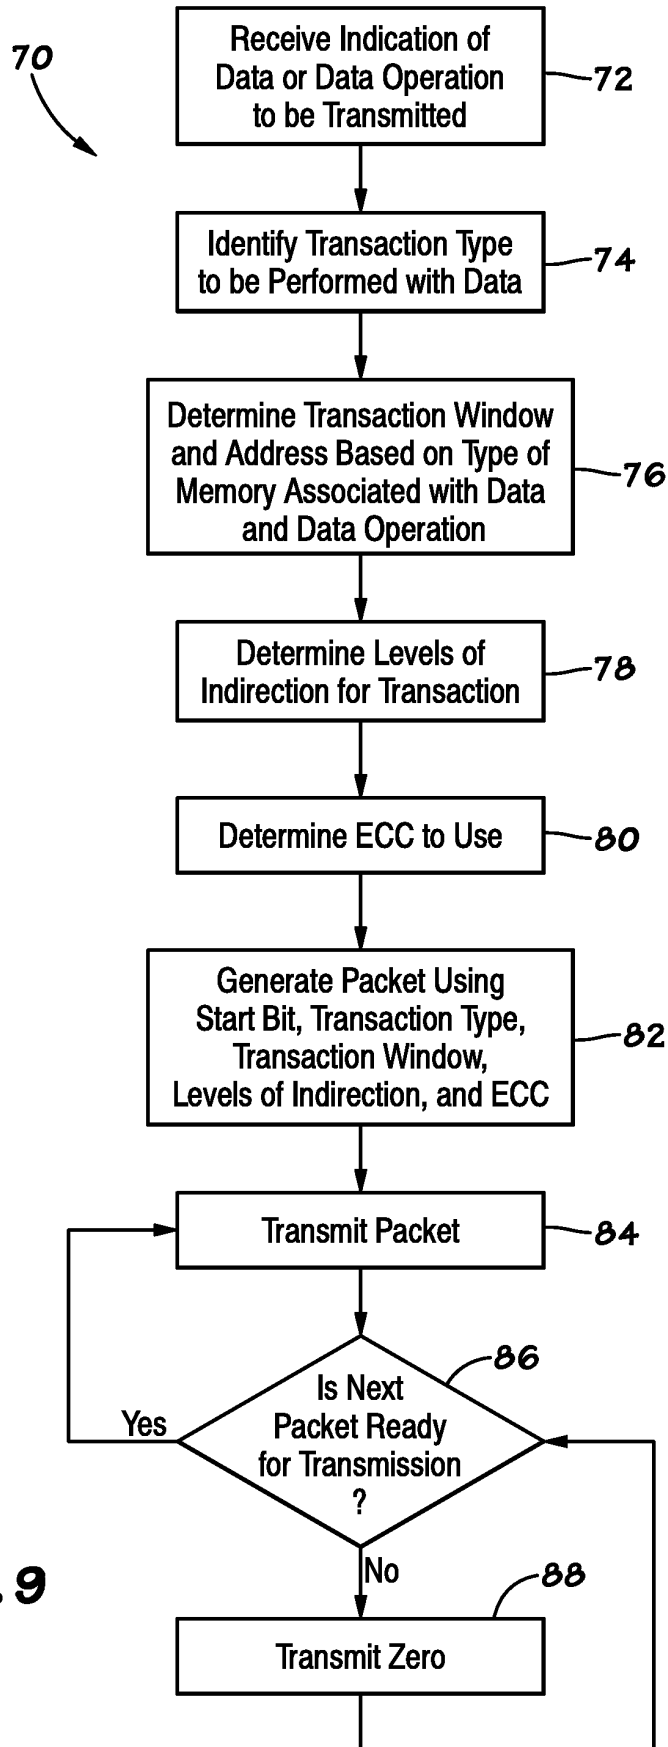 70
Receive Indication of
Data or Data Operation
to be Transmitted
72
Identify Transaction Type
to be Performed with Data
74
Determine Transaction Window
and Address Based on Type of
Memory Associated with Data
and Data Operation
76
Determine Levels of
Indirection for Transaction
78
Determine ECC to Use
80
Generate Packet Using
Start Bit, Transaction Type,
Transaction Window,
Levels of Indirection, and ECC
82
Transmit Packet
84
86
Is Next
Packet Ready
for Transmission
?
Yes
No
.9
88
Transmit Zero